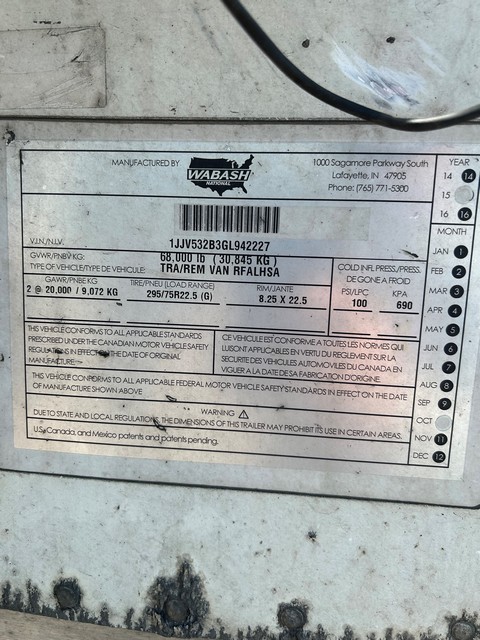 MANUFACTURED BY
WABASH
NATIONAL
1000 Sagamore Parkway South
Lafayette, IN 47905
Phone: (765) 771-5300
1JJV532B3GL942227
V.I.N/N.I.V.
GVWR/PNBV KG: 68,000 lb (30,845 KG)
TYPE OF VEHICLE/TYPE DE VEHICULE: TRA/REM VAN RFALHSA
GAWR/PNBE KG:
2 @ 20,000 / 9,072 KG
TIRE/PNEU (LOAD RANGE)
295/75R22.5 (G)
RIM/JANTE
8.25 X 22.5
COLD INFL PRESS./PRESS.
DE GONE A FROID
PSI/LPC KPA
100 690
THIS VEHICLE CONFORMS TO ALL APPLICABLE STANDARDS
PRESCRIBED UNDER THE CANADIAN MOTOR VEHICLE SAFETY
REGULATIONS IN EFFECT ON THE DATE OF ORIGINAL
MANUFACTURE
CE VEHICULE EST CONFORME A TOUTES LES NORMES QUI
LUI SONT APPLICABLES EN VERTU DU REGLEMENT SUR LA
SECURITE DES VEHICULES AUTOMOBILES DU CANADA EN
VIGUER A LA DATE DE SA FABRICATION D'ORIGINE.
THIS VEHICLE CONFORMS TO ALL APPLICABLE FEDERAL MOTOR VEHICLE SAFETY STANDARDS IN EFFECT ON THE DATE
OF MANUFACTURE SHOWN ABOVE
WARNING
DUE TO STATE AND LOCAL REGULATIONS, THE DIMENSIONS OF THIS TRAILER MAY PROHIBIT ITS USE IN CERTAIN AREAS.
U.S., Canada, and Mexico patents and patents pending.
YEAR
14 14
15
16 16
MONTH
JAN 1
FEB 2
MAR 3
APR 4
MAY 5
JUN 6
JUL 7
AUG 8
SEP 9
OCT
NOV 11
DEC 12